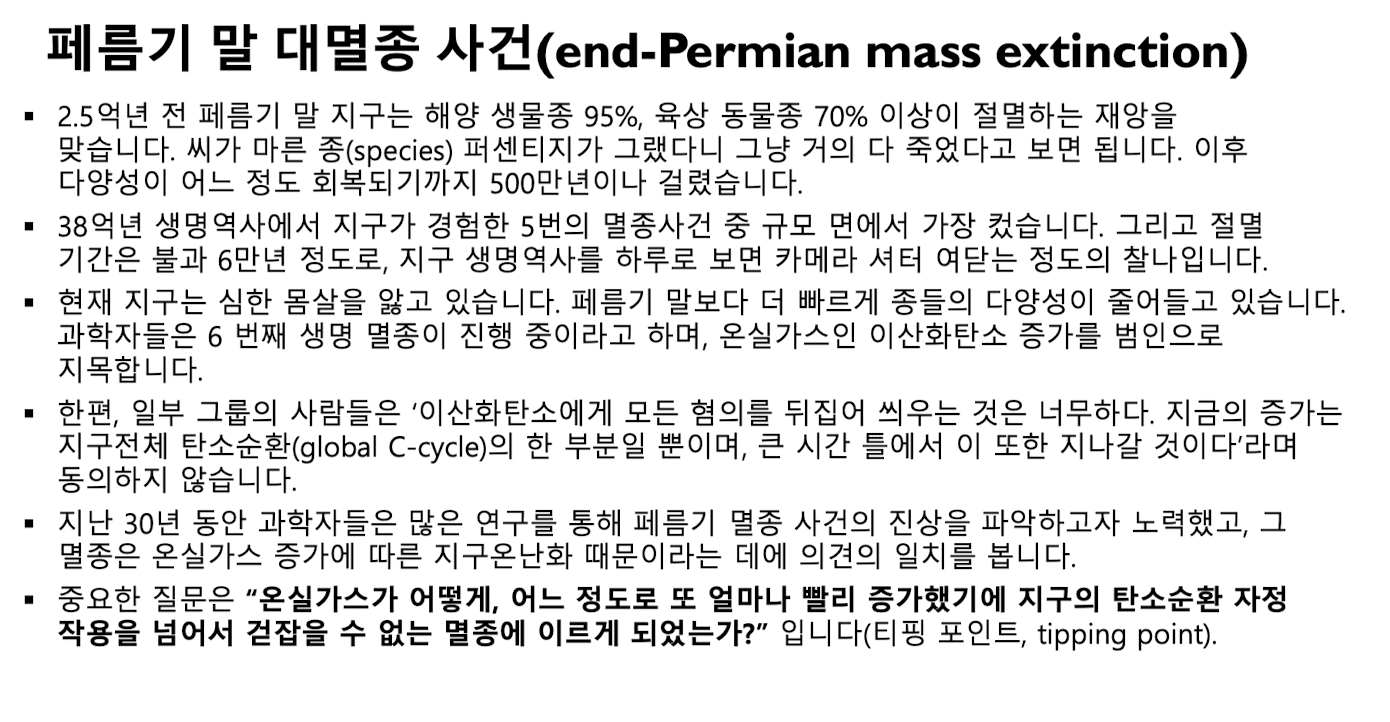 페름기 말 대멸종 사건(end-Permian mass extinction)
▪ 2.5억년 전 페름기 말 지구는 해양 생물종 95%, 육상 동물종 70% 이상이 절멸하는 재앙을
맞습니다. 씨가 마른 종(species) 퍼센티지가 그랬다니 그냥 거의 다 죽었다고 보면 됩니다. 이후
다양성이 어느 정도 회복되기까지 500만년이나 걸렸습니다.
▪ 38억년 생명역사에서 지구가 경험한 5번의 멸종사건 중 규모 면에서 가장 컸습니다. 그리고 절멸
기간은 불과 6만년 정도로, 지구 생명역사를 하루로 보면 카메라 셔터 여닫는 정도의 찰나입니다.
▪ 현재 지구는 심한 몸살을 앓고 있습니다. 페름기 말보다 더 빠르게 종들의 다양성이 줄어들고 있습니다.
과학자들은 6 번째 생명 멸종이 진행 중이라고 하며, 온실가스인 이산화탄소 증가를 범인으로
지목합니다.
▪ 한편, 일부 그룹의 사람들은 ‘이산화탄소에게 모든 혐의를 뒤집어 씌우는 것은 너무하다. 지금의 증가는
지구전체 탄소순환(global C-cycle)의 한 부분일 뿐이며, 큰 시간 틀에서 이 또한 지나갈 것이다’라며
동의하지 않습니다.
▪ 지난 30년 동안 과학자들은 많은 연구를 통해 페름기 멸종 사건의 진상을 파악하고자 노력했고, 그
멸종은 온실가스 증가에 따른 지구온난화 때문이라는 데에 의견의 일치를 봅니다.
▪ 중요한 질문은 “온실가스가 어떻게, 어느 정도로 또 얼마나 빨리 증가했기에 지구의 탄소순환 자정
작용을 넘어서 걷잡을 수 없는 멸종에 이르게 되었는가?” 입니다(티핑 포인트, tipping point).